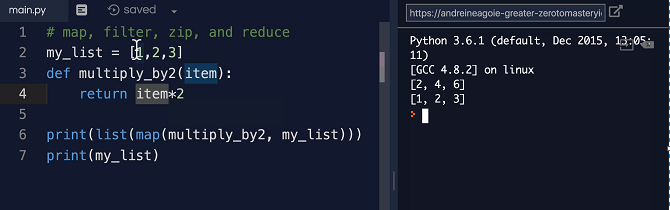 main.py
saved
https://andreineagoie-greater-zerotomasteryi
1 # map, filter, zip, and reduce
2 my_list = [1,2,3]
3 def multiply_by2(item):
4 return item*2
5
6 print(list(map(multiply_by2, my_list)))
7 print(my_list)
Python 3.6.1 (default, Dec 2015, 13:05:
11)
[GCC 4.8.2] on linux
[2, 4, 6]
[1, 2, 3]